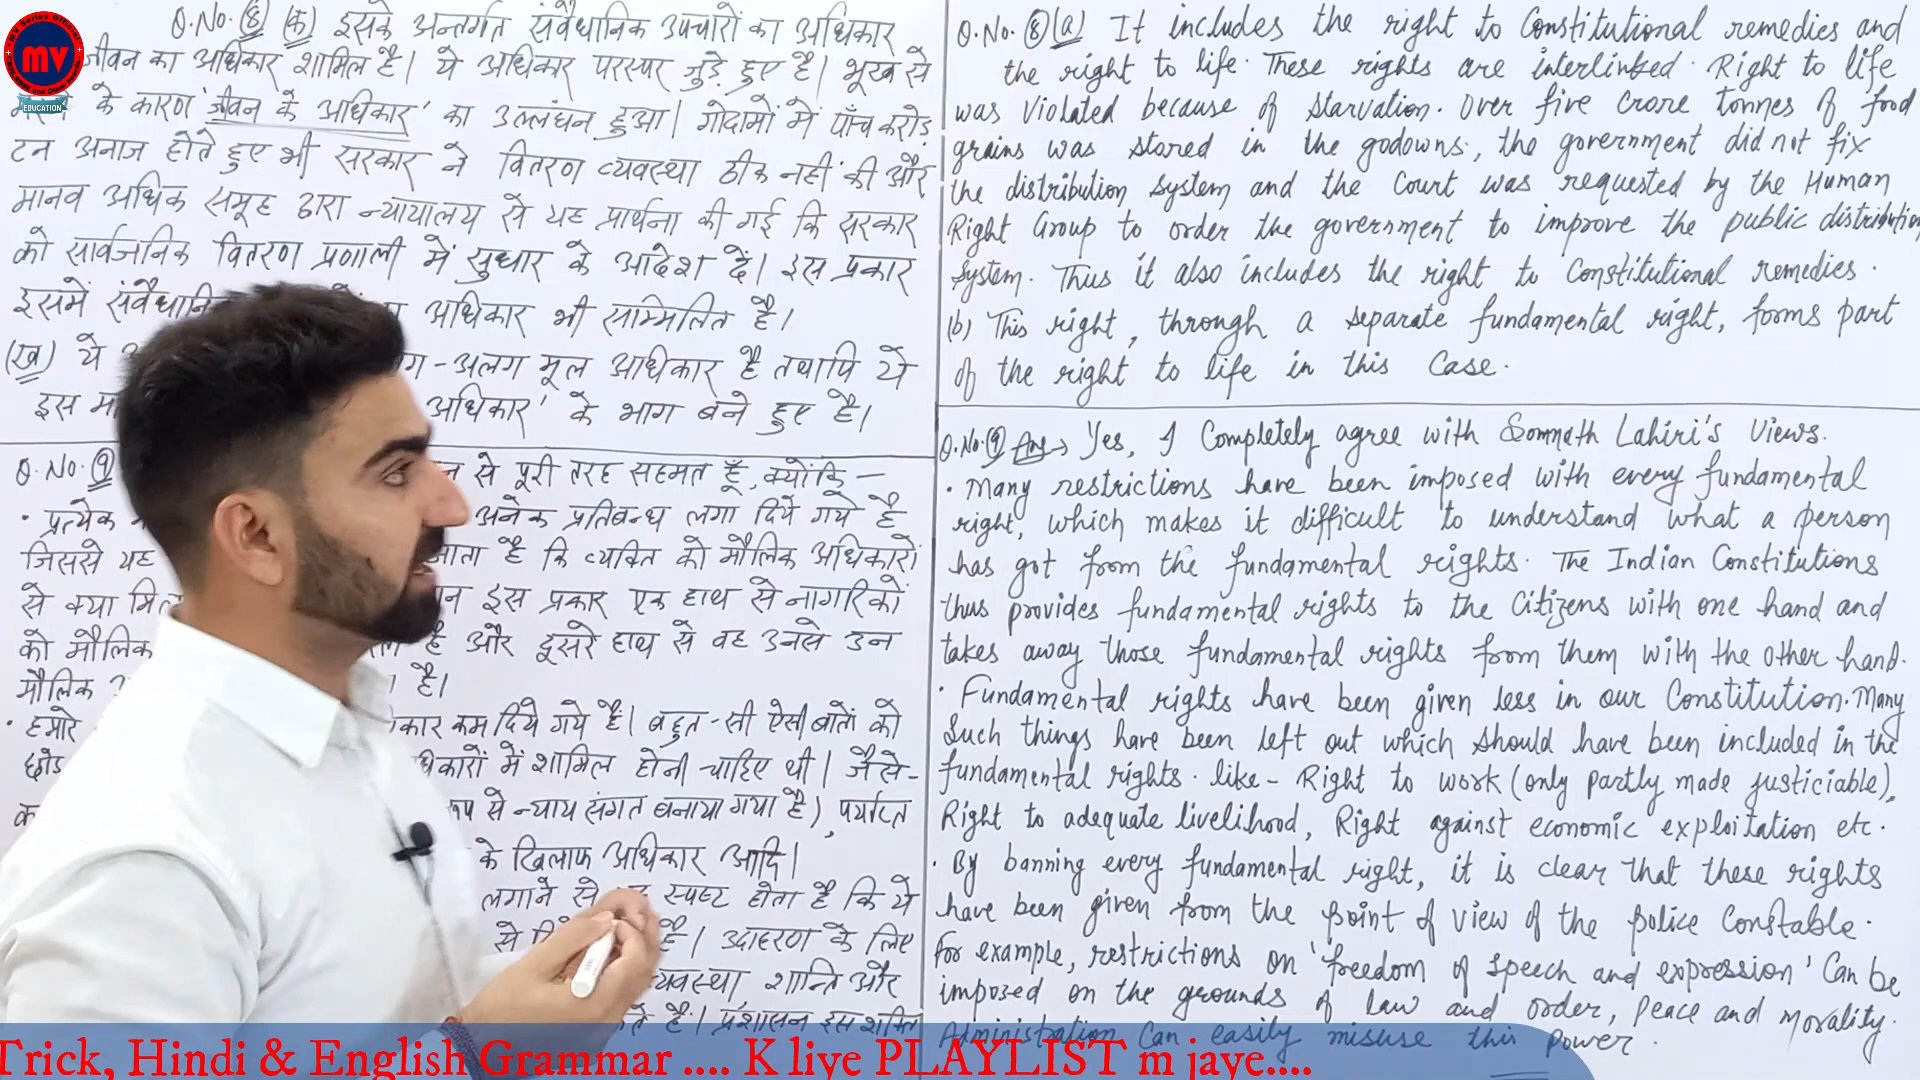 Q.No.(8) (क) इसके अन्तर्गत संवैधानिक उपचारों का अधिकार
जीवन का अधिकार शामिल है। ये अधिकार परस्पर जुड़े हुए है। भूख से
के कारण 'जीवन के अधिकार' का उल्लंघन हुआ। गोदामों में पाँच करोड़
टन अनाज होते हुए भी सरकार ने वितरण व्यवस्था ठीक नहीं की और
मानव अधिक समूह द्वारा न्यायालय से यह प्रार्थना की गई कि सरकार
को सार्वजनिक वितरण प्रणाली में सुधार के आदेश दें। इस प्रकार
इसमें अधिकार भी सम्मिलित है।
(ख) ये -अलग मूल अधिकार है तथापि ये
इस अधिकार' के भाग बने हुए है।
Q.No.(9) से पूरी तरह सहमत हूँ, क्योंकि —
• प्रत्येक अनेक प्रतिबन्ध लगा दिये गये है
जिससे यह जाता है कि व्यक्ति को मौलिक अधिकारों
से क्या इस प्रकार एक हाथ से नागरिकों
को मौलिक है और दूसरे हाथ से वह उनसे उन
मौलिक है।
• हमारे कम दिये गये है। बहुत-सी ऐसी बातों को
में शामिल होनी चाहिए थी। जैसे-
से न्याय संगत बनाया गया है), पर्याप्त
के खिलाफ अधिकार आदि।
लगाने से स्पष्ट होता है कि ये
से है। उदाहरण के लिए
शान्ति और
है। प्रशासन इस शक्ति
Q.No.(8)(a) It includes the right to Constitutional remedies and
the right to life. These rights are interlinked. Right to life
was violated because of starvation. Over five crore tonnes of food
grains was stored in the godowns, the government did not fix
the distribution system and the Court was requested by the Human
Right Group to order the government to improve the public distribution
system. Thus it also includes the right to Constitutional remedies.
(b) This right, through a separate fundamental right, forms part
of the right to life in this Case.
Q.No.(9) Ans→ Yes, I Completely agree with Somnath Lahiri's Views.
• Many restrictions have been imposed with every fundamental
right, which makes it difficult to understand what a person
has got from the fundamental rights. The Indian Constitutions
thus provides fundamental rights to the Citizens with one hand and
takes away those fundamental rights from them with the other hand.
• Fundamental rights have been given less in our Constitution. Many
such things have been left out which should have been included in the
fundamental rights. like - Right to work (only partly made justiciable),
Right to adequate livelihood, Right against economic exploitation etc.
• By banning every fundamental right, it is clear that these rights
have been given from the point of view of the police Constable.
For example, restrictions on 'freedom of speech and expression' Can be
imposed on the grounds of law and order, Peace and Morality.
Administration Can easily misuse this Power.
MV
EDUCATION
Trick, Hindi & English Grammar .... K liye PLAYLIST m jaye....